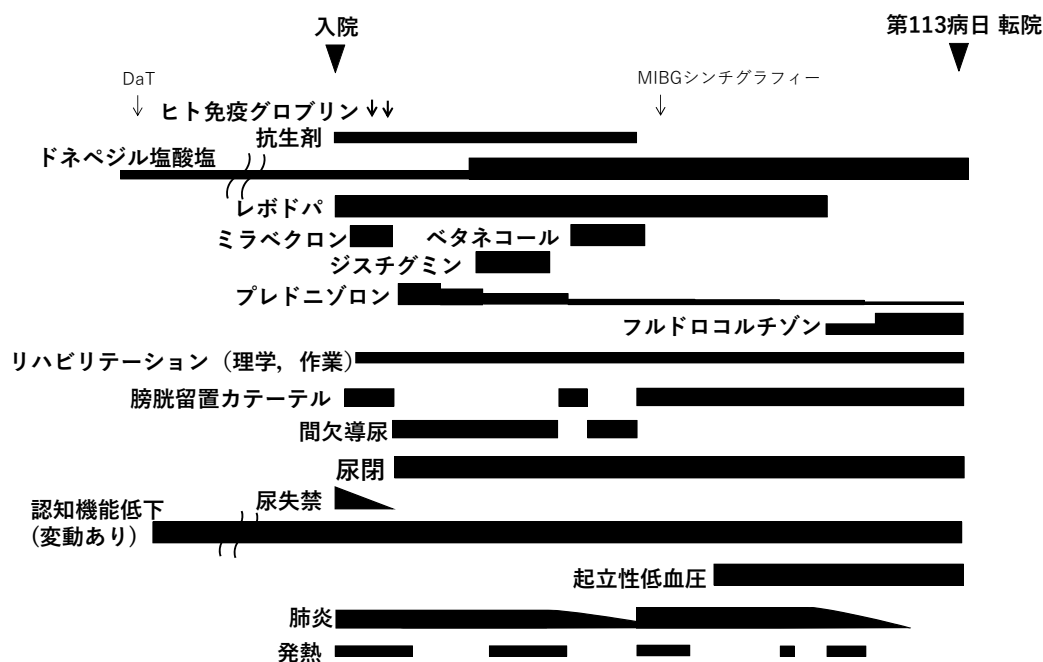 入院
第113病日 転院
DaT
MIBGシンチグラフィー
ヒト免疫グロブリン
抗生剤
ドネペジル塩酸塩
レボドパ
ミラベクロン
ベタネコール
ジスチグミン
プレドニゾロン
フルドロコルチゾン
リハビリテーション（理学，作業）
膀胱留置カテーテル
間欠導尿
尿閉
尿失禁
認知機能低下
（変動あり）
起立性低血圧
肺炎
発熱